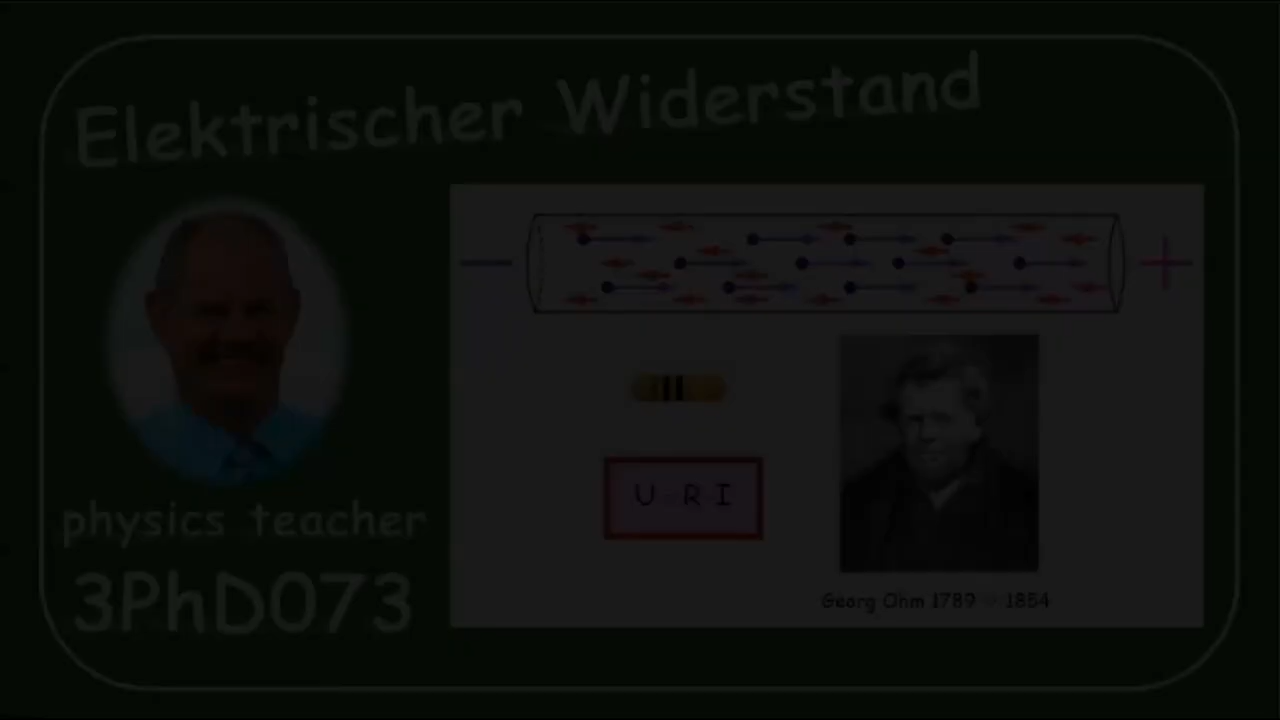 Elektrischer Widerstand
physics teacher
3PhD073
U = R·I
Georg Ohm 1789 - 1854